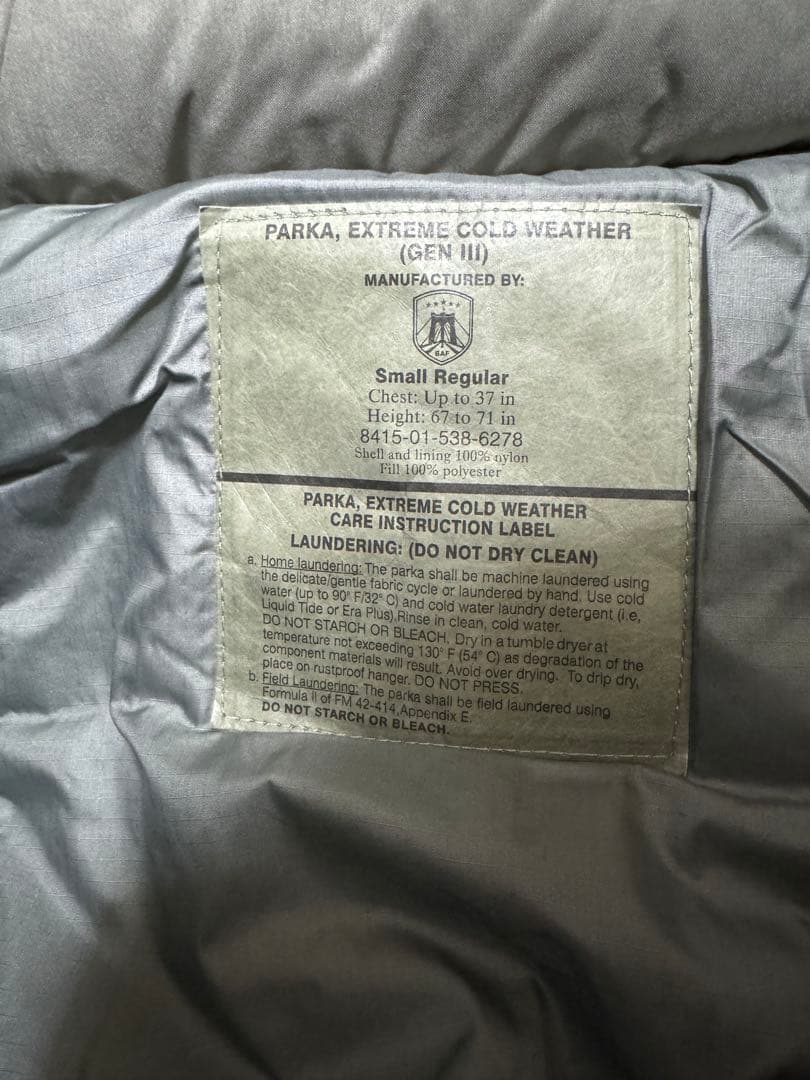 PARKA, EXTREME COLD WEATHER
(GEN III)
MANUFACTURED BY:
BAF
Small Regular
Chest: Up to 37 in
Height: 67 to 71 in
8415-01-538-6278
Shell and lining 100% nylon
Fill 100% polyester
PARKA, EXTREME COLD WEATHER
CARE INSTRUCTION LABEL
LAUNDERING: (DO NOT DRY CLEAN)
a. Home laundering: The parka shall be machine laundered using
the delicate/gentle fabric cycle or laundered by hand. Use cold
water (up to 90° F/32° C) and cold water laundry detergent (i.e,
Liquid Tide or Era Plus).Rinse in clean, cold water.
DO NOT STARCH OR BLEACH. Dry in a tumble dryer at
temperature not exceeding 130° F (54° C) as degradation of the
component materials will result. Avoid over drying. To drip dry,
place on rustproof hanger. DO NOT PRESS.
b. Field Laundering: The parka shall be field laundered using
Formula II of FM 42-414,Appendix E.
DO NOT STARCH OR BLEACH.